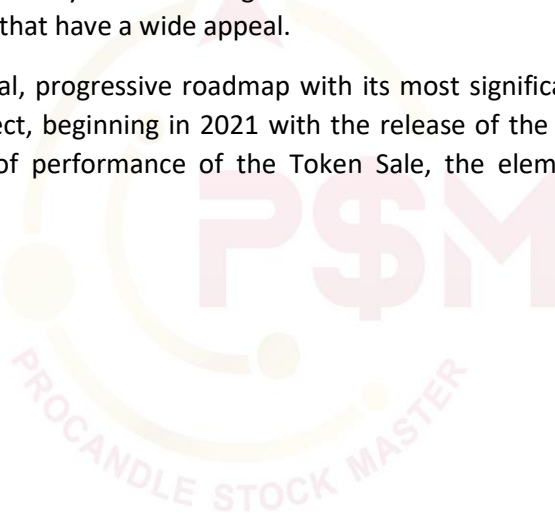 that have a wide appeal.
al, progressive roadmap with its most significa
ect, beginning in 2021 with the release of the
of performance of the Token Sale, the elem
P$M
PROCANDLE STOCK MASTER